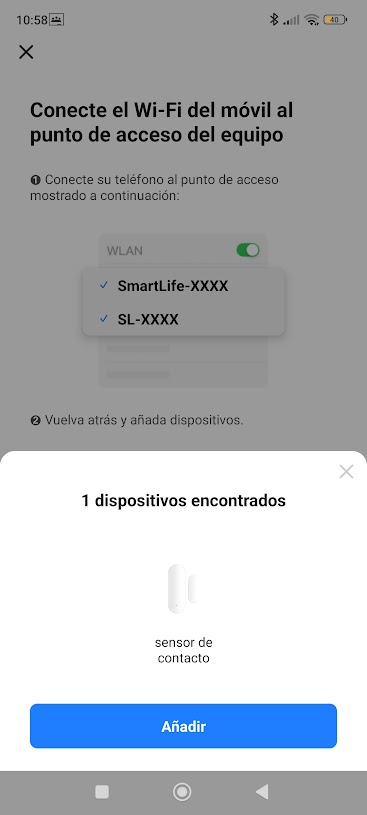 10:58
40
Conecte el Wi-Fi del móvil al
punto de acceso del equipo
❶ Conecte su teléfono al punto de acceso
mostrado a continuación:
WLAN
SmartLife-XXXX
SL-XXXX
❷ Vuelva atrás y añada dispositivos.
1 dispositivos encontrados
sensor de
contacto
Añadir